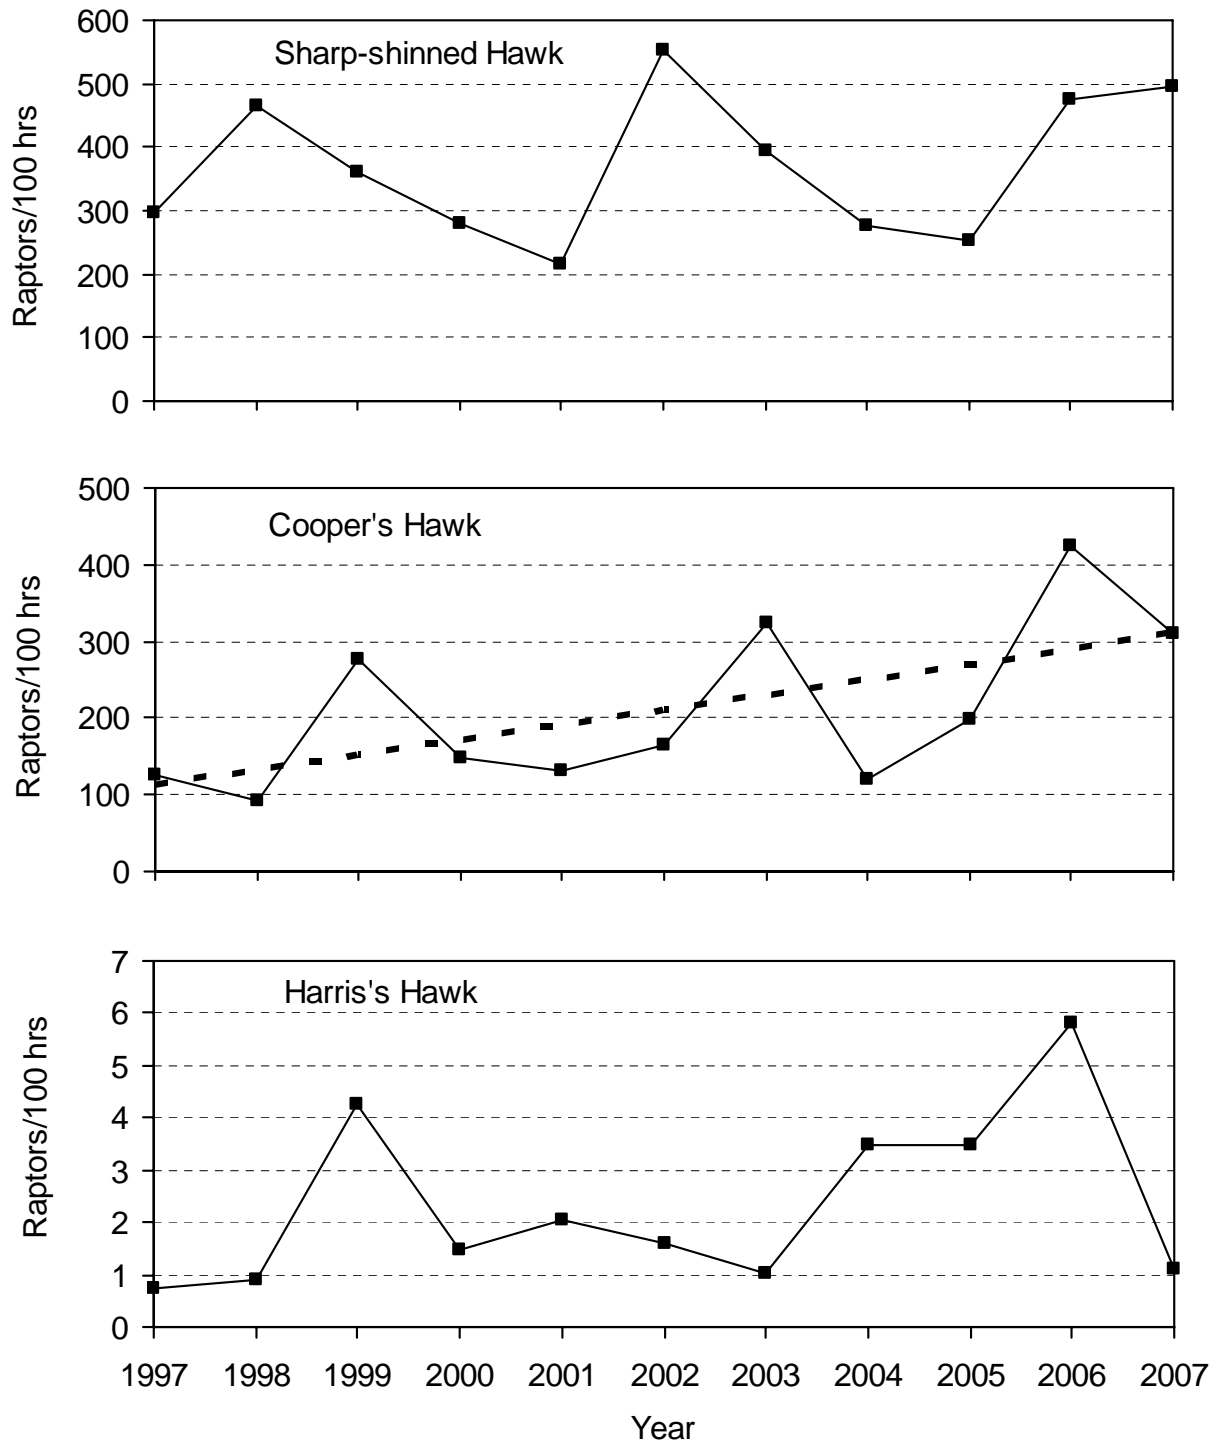 Sharp-shinned Hawk
Raptors/100 hrs
600
500
400
300
200
100
0
Cooper's Hawk
Raptors/100 hrs
500
400
300
200
100
0
Harris's Hawk
Raptors/100 hrs
7
6
5
4
3
2
1
0
1997 1998 1999 2000 2001 2002 2003 2004 2005 2006 2007
Year